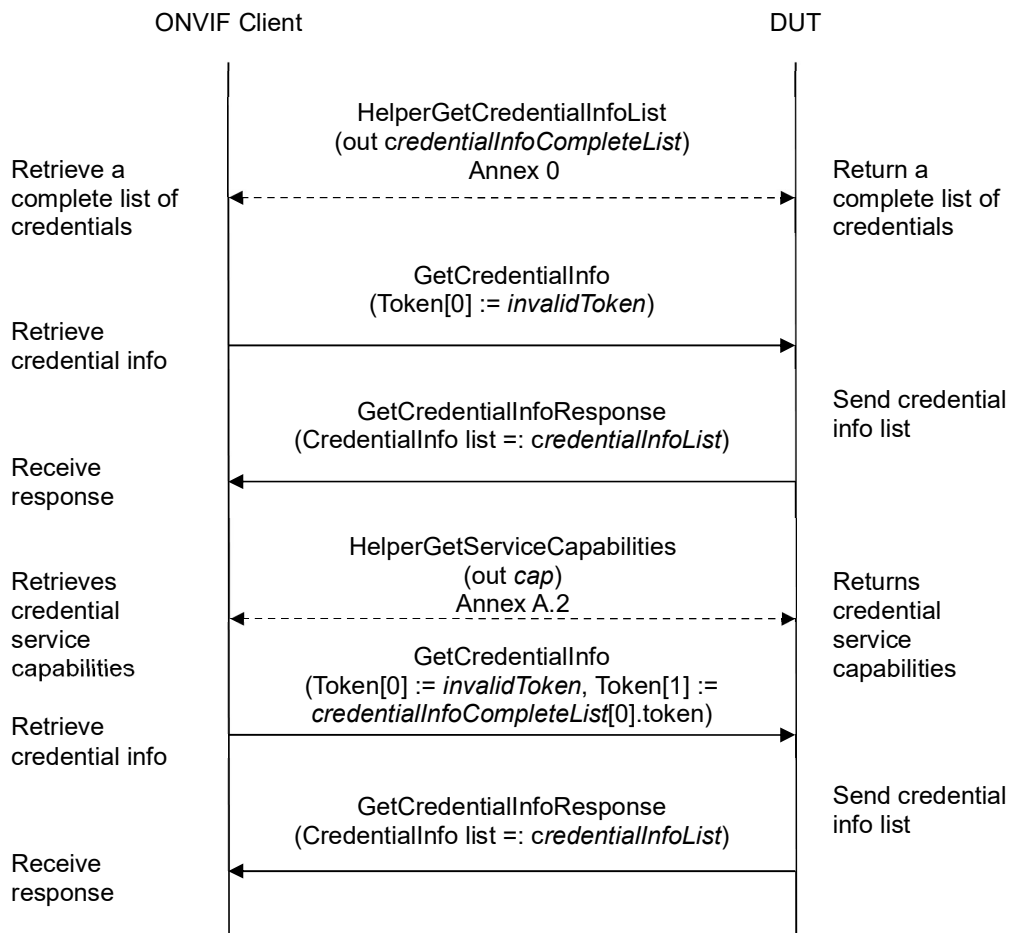 ONVIF Client
DUT
HelperGetCredentialInfoList
(out credentialInfoCompleteList)
Annex 0
Retrieve a
complete list of
credentials
Return a
complete list of
credentials
GetCredentialInfo
(Token[0] := invalidToken)
Retrieve
credential info
GetCredentialInfoResponse
(CredentialInfo list =: credentialInfoList)
Send credential
info list
Receive
response
HelperGetServiceCapabilities
(out cap)
Annex A.2
Retrieves
credential
service
capabilities
Returns
credential
service
capabilities
GetCredentialInfo
(Token[0] := invalidToken, Token[1] :=
credentialInfoCompleteList[0].token)
Retrieve
credential info
GetCredentialInfoResponse
(CredentialInfo list =: credentialInfoList)
Send credential
info list
Receive
response